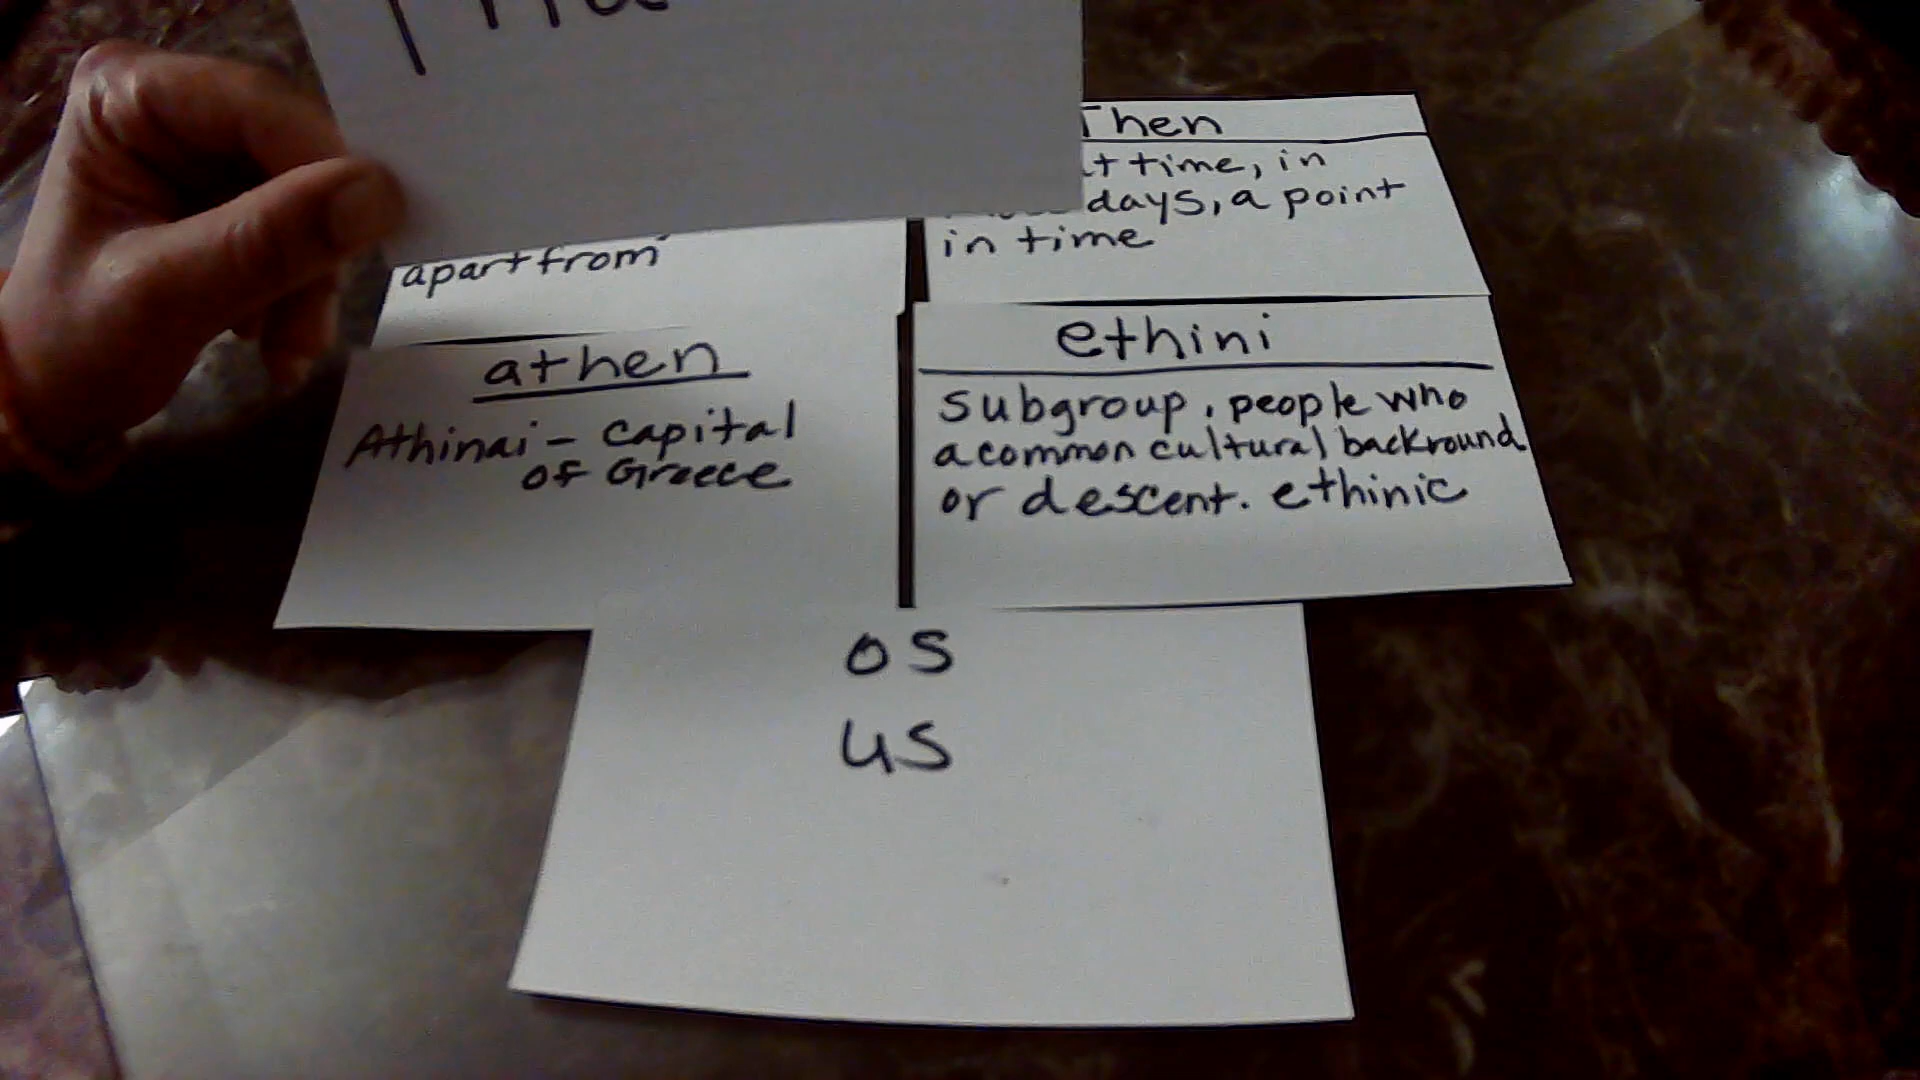 Then
time, in
days, a point
in time
apart from
athen
Athinai - capital
of Greece
ethini
subgroup, people who
a common cultural backround
or descent. ethinic
os
us